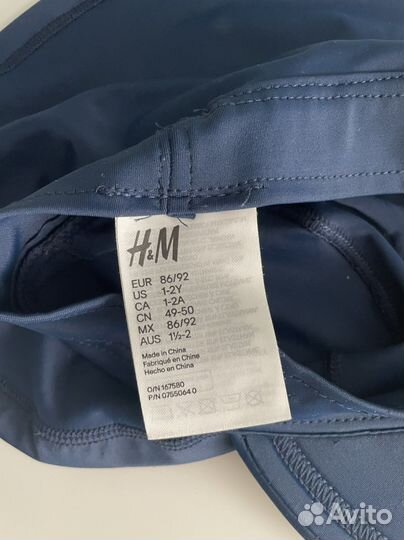 H&M
EUR 86/92
US 1-2Y
CA 1-2A
CN 49-50
MX 86/92
AUS 1½-2
Made in China
Fabriqué en Chine
Hecho en China
O/N 167580
P/N 0755064 0
Avito